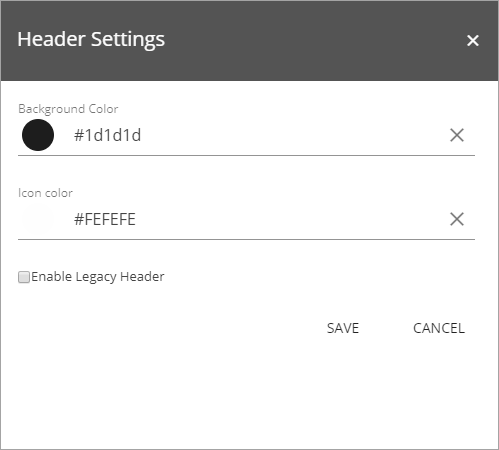 Header Settings
Background Color
#1d1d1d
Icon color
#FEFEFE
Enable Legacy Header
SAVE CANCEL